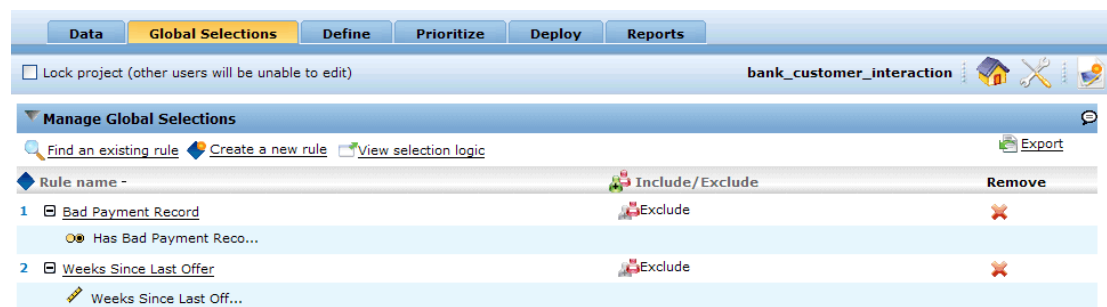 Data Global Selections Define Prioritize Deploy Reports
Lock project (other users will be unable to edit) bank_customer_interaction
Manage Global Selections
Find an existing rule Create a new rule View selection logic Export
Rule name - Include/Exclude Remove
1 Bad Payment Record Exclude
Has Bad Payment Reco...
2 Weeks Since Last Offer Exclude
Weeks Since Last Off...